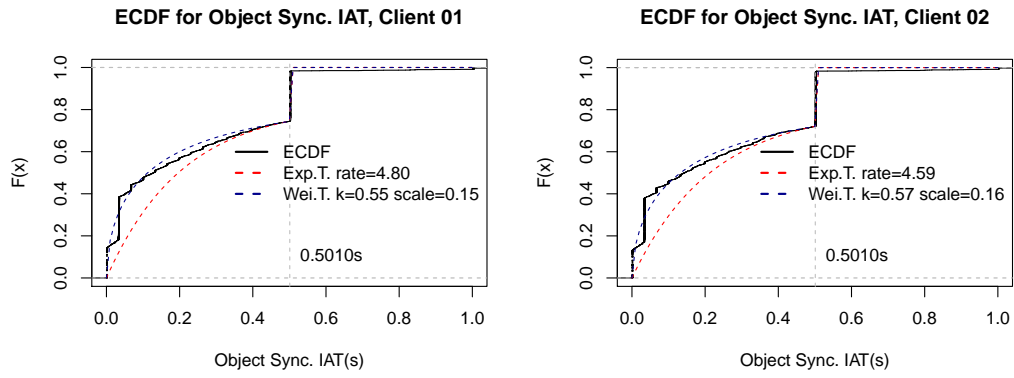 ECDF for Object Sync. IAT, Client 01
F(x)
1.0
0.8
0.6
0.4
0.2
0.0
ECDF
Exp.T. rate=4.80
Wei.T. k=0.55 scale=0.15
0.5010s
0.0 0.2 0.4 0.6 0.8 1.0
Object Sync. IAT(s)
ECDF for Object Sync. IAT, Client 02
F(x)
1.0
0.8
0.6
0.4
0.2
0.0
ECDF
Exp.T. rate=4.59
Wei.T. k=0.57 scale=0.16
0.5010s
0.0 0.2 0.4 0.6 0.8 1.0
Object Sync. IAT(s)